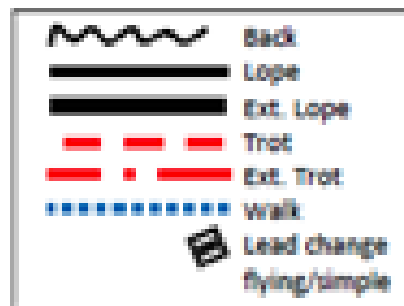 Back
Lope
Ext. Lope
Trot
Ext. Trot
Walk
Lead change
flying/simple